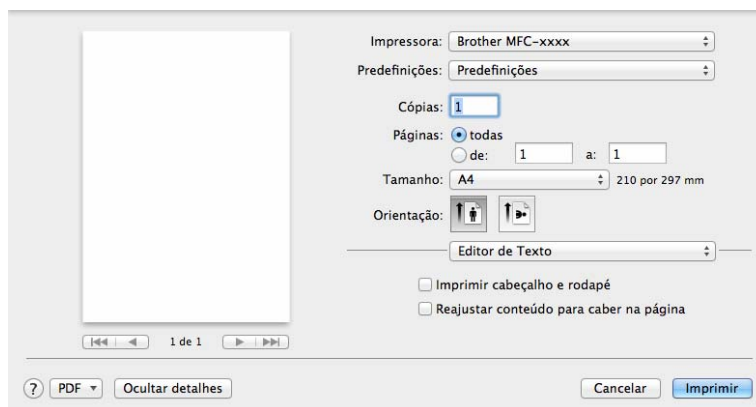 Impressora: Brother MFC-xxxx
Predefinições: Predefinições
Cópias: 1
Páginas: todas
de: 1 a: 1
Tamanho: A4 210 por 297 mm
Orientação:
Editor de Texto
Imprimir cabeçalho e rodapé
Reajustar conteúdo para caber na página
1 de 1
? PDF Ocultar detalhes Cancelar Imprimir